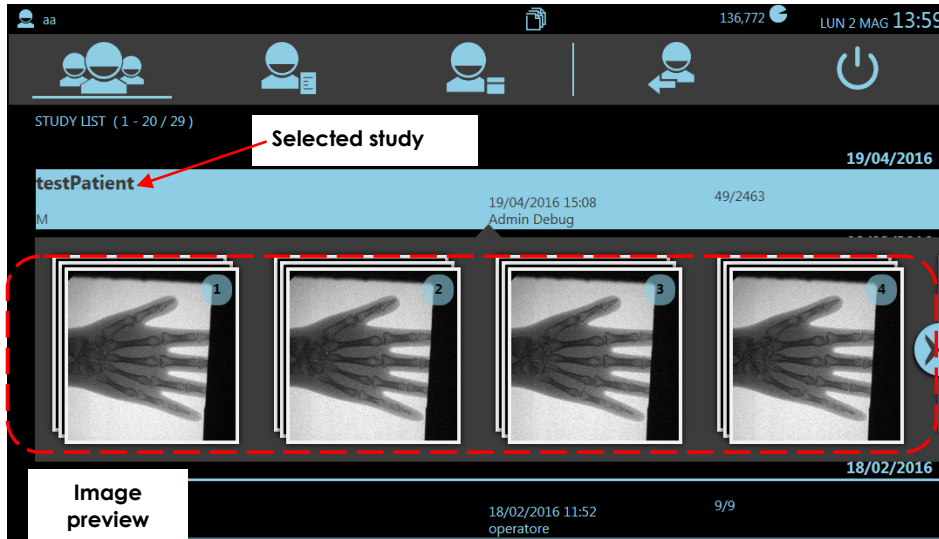 aa
136,772
LUN 2 MAG 13:59
STUDY LIST ( 1 - 20 / 29 )
Selected study
19/04/2016
testPatient
19/04/2016 15:08
49/2463
M
Admin Debug
1
2
3
4
18/02/2016
Image
preview
18/02/2016 11:52
9/9
operatore